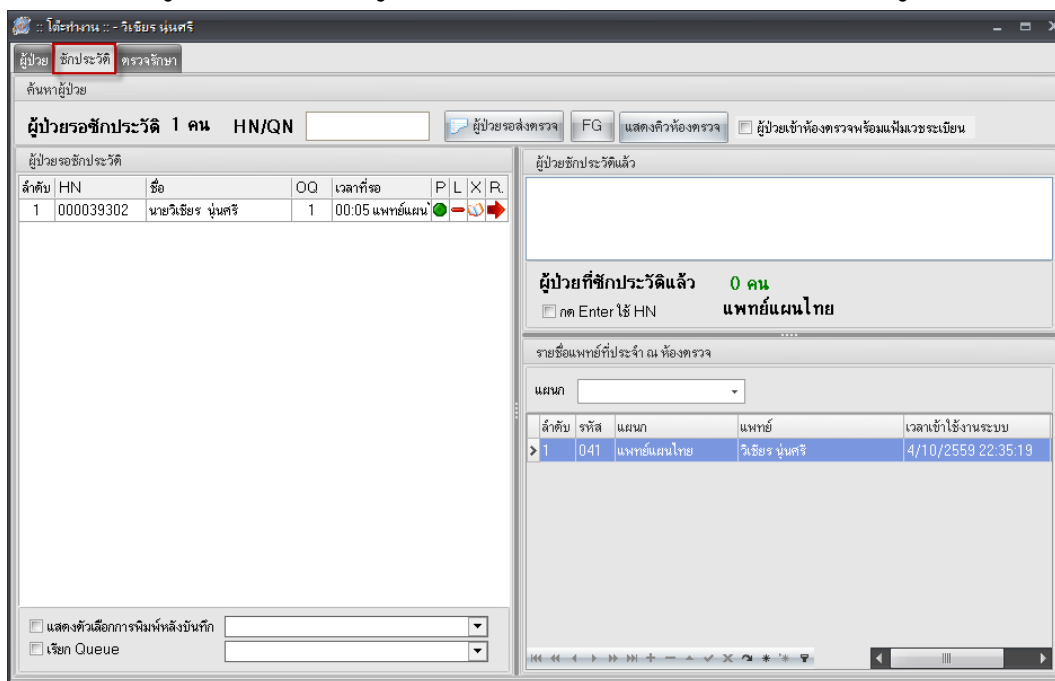 :: โต๊ะทำงาน :: - วิเชียร นุ่นศรี
ผู้ป่วย ซักประวัติ ตรวจรักษา
ค้นหาผู้ป่วย
ผู้ป่วยรอซักประวัติ 1 คน HN/QN ผู้ป่วยรอส่งตรวจ FG แสดงคิวห้องตรวจ ผู้ป่วยเข้าห้องตรวจพร้อมแฟ้มเวชระเบียน
ผู้ป่วยรอซักประวัติ
ลำดับ HN ชื่อ OQ เวลาที่รอ P L X R.
1 000039302 นายวิเชียร นุ่นศรี 1 00:05 แพทย์แผน
แสดงตัวเลือกการพิมพ์หลังบันทึก
เรียก Queue
ผู้ป่วยซักประวัติแล้ว
ผู้ป่วยที่ซักประวัติแล้ว 0 คน
กด Enter ใช้ HN แพทย์แผนไทย
รายชื่อแพทย์ที่ประจำ ณ ห้องตรวจ
แผนก
ลำดับ รหัส แผนก แพทย์ เวลาเข้าใช้งานระบบ
1 041 แพทย์แผนไทย วิเชียร นุ่นศรี 4/10/2559 22:35:19